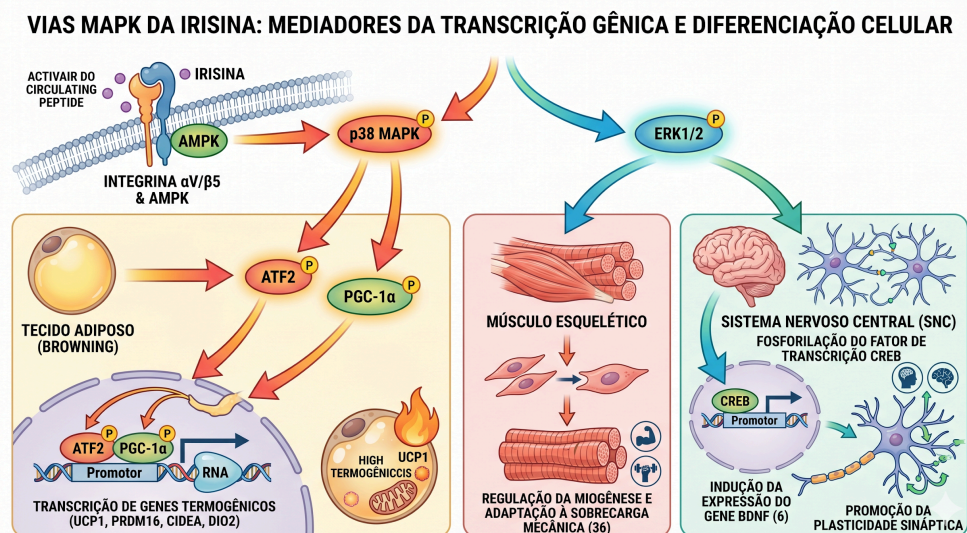 VIAS MAPK DA IRISINA: MEDIADORES DA TRANSCRIÇÃO GÊNICA E DIFERENCIAÇÃO CELULAR
ACTIVAIR DO
CIRCULATING
PEPTIDE
IRISINA
AMPK
INTEGRINA αV/β5
& AMPK
p38 MAPK
P
ERK1/2
P
TECIDO ADIPOSO
(BROWNING)
ATF2
P
PGC-1α
P
ATF2
P
PGC-1α
P
Promotor
RNA
TRANSCRIÇÃO DE GENES TERMOGÊNICOS
(UCP1, PRDM16, CIDEA, DIO2)
HIGH
TERMOGÊNICCIS
UCP1
MÚSCULO ESQUELÉTICO
REGULAÇÃO DA MIOGÊNESE E
ADAPTAÇÃO À SOBRECARGA
MECÂNICA (36)
SISTEMA NERVOSO CENTRAL (SNC)
FOSFORILAÇÃO DO FATOR DE
TRANSCRIÇÃO CREB
CREB
Promotor
INDUÇÃO DA
EXPRESSÃO DO
GENE BDNF (6)
PROMOÇÃO DA
PLASTICIDADE SINÁPTICA